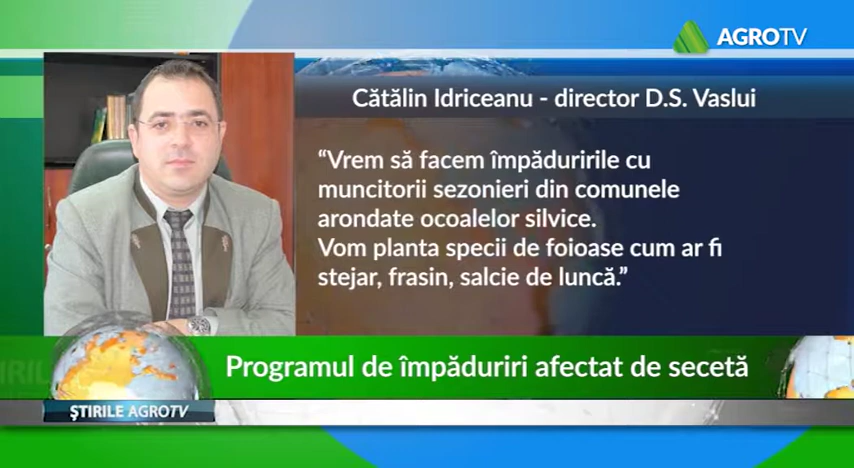 AGROTV
Cătălin Idriceanu - director D.S. Vaslui
“Vrem să facem împăduririle cu
muncitorii sezonieri din comunele
arondate ocoalelor silvice.
Vom planta specii de foioase cum ar fi
stejar, frasin, salcie de luncă.”
Programul de împăduriri afectat de secetă
ȘTIRILE AGROTV